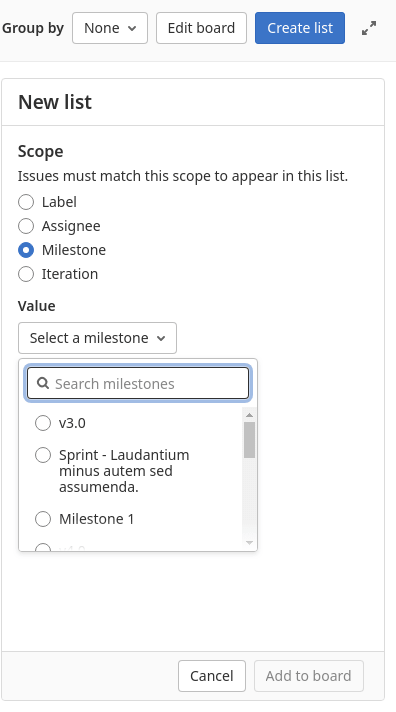 Group by None Edit board Create list
New list
Scope
Issues must match this scope to appear in this list.
Label
Assignee
Milestone
Iteration
Value
Select a milestone
Search milestones
v3.0
Sprint - Laudantium
minus autem sed
assumenda.
Milestone 1
Cancel Add to board